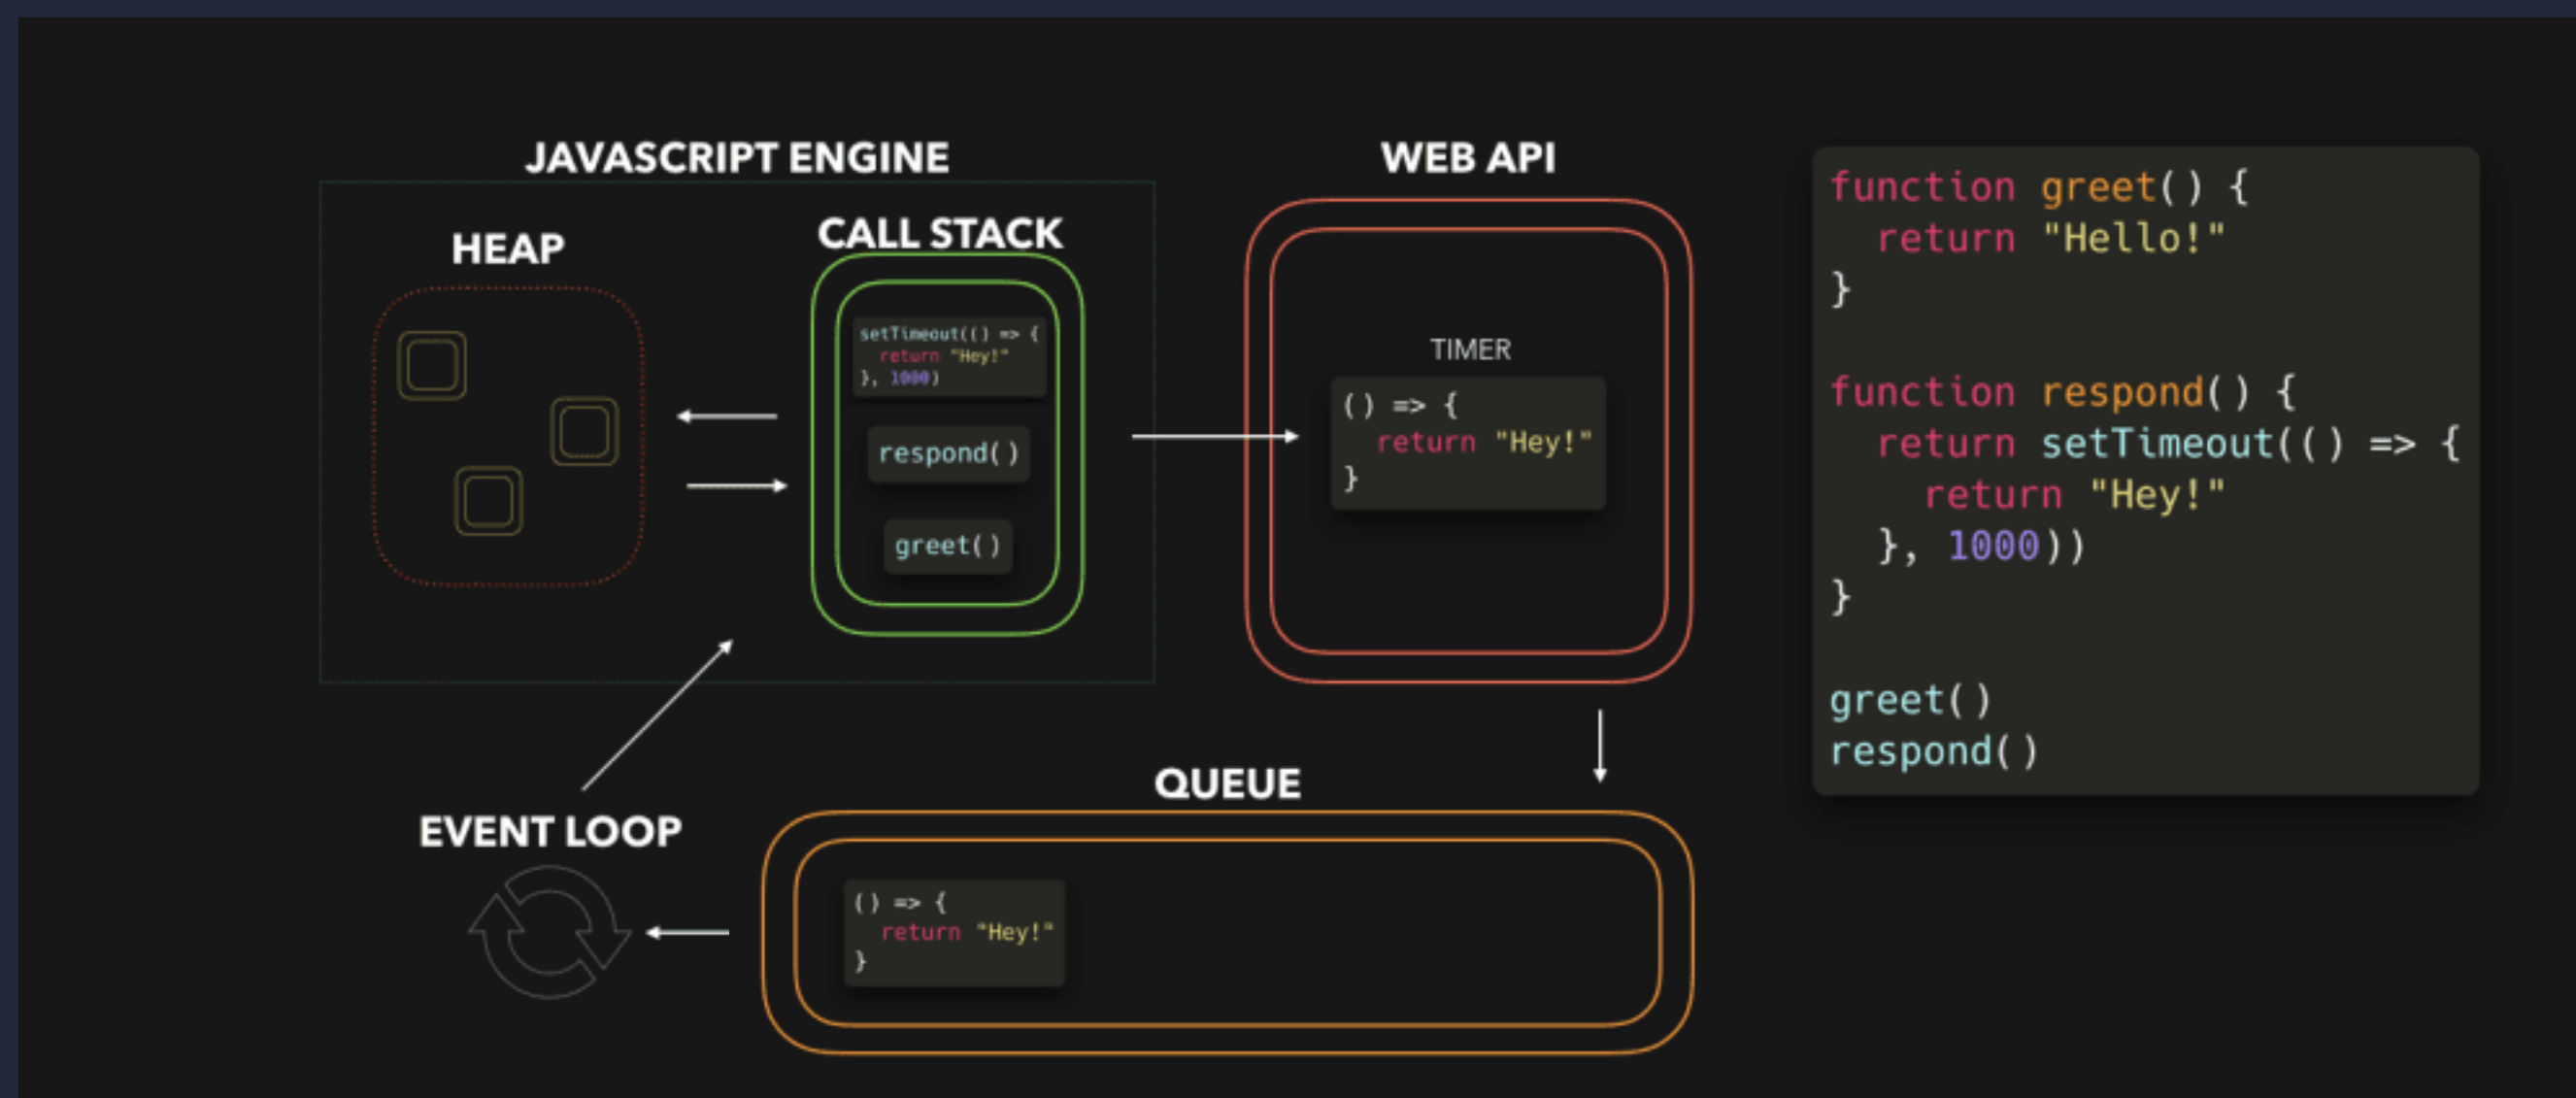 JAVASCRIPT ENGINE
HEAP
CALL STACK
setTimeout(() => {
  return "Hey!"
}, 1000)
respond()
greet()
WEB API
TIMER
() => {
  return "Hey!"
}
function greet() {
  return "Hello!"
}
function respond() {
  return setTimeout(() => {
    return "Hey!"
  }, 1000))
}
greet()
respond()
QUEUE
() => {
  return "Hey!"
}
EVENT LOOP